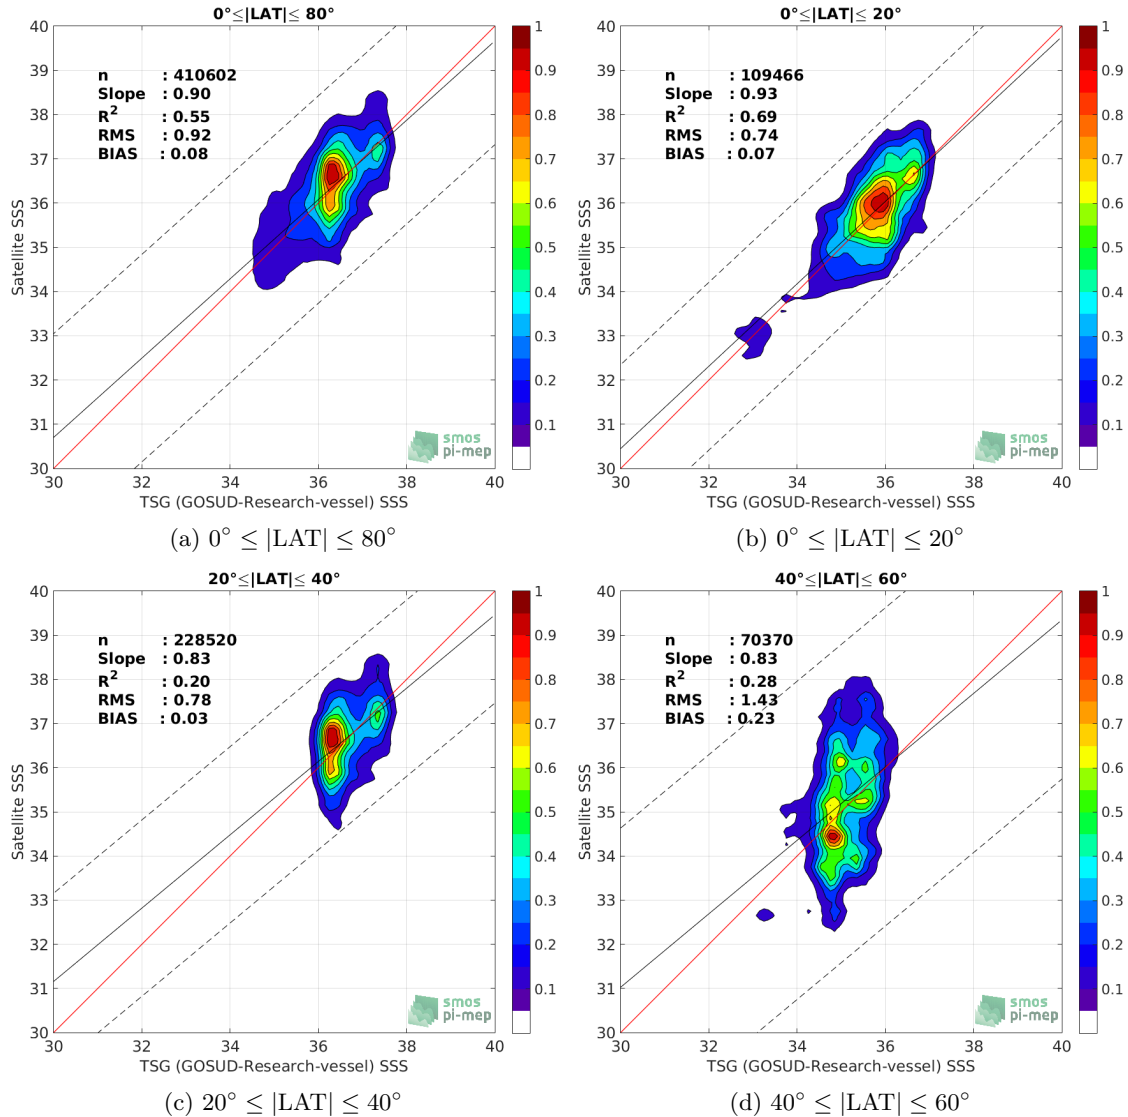 0°≤|LAT|≤ 80°
n : 410602
Slope : 0.90
R² : 0.55
RMS : 0.92
BIAS : 0.08
40
39
38
37
36
35
34
33
32
31
30
Satellite SSS
30 32 34 36 38 40
TSG (GOSUD-Research-vessel) SSS
smos
pi-mep
1
0.9
0.8
0.7
0.6
0.5
0.4
0.3
0.2
0.1
(a) 0° ≤ |LAT| ≤ 80°
0°≤|LAT|≤ 20°
n : 109466
Slope : 0.93
R² : 0.69
RMS : 0.74
BIAS : 0.07
40
39
38
37
36
35
34
33
32
31
30
Satellite SSS
30 32 34 36 38 40
TSG (GOSUD-Research-vessel) SSS
smos
pi-mep
1
0.9
0.8
0.7
0.6
0.5
0.4
0.3
0.2
0.1
(b) 0° ≤ |LAT| ≤ 20°
20°≤|LAT|≤ 40°
n : 228520
Slope : 0.83
R² : 0.20
RMS : 0.78
BIAS : 0.03
40
39
38
37
36
35
34
33
32
31
30
Satellite SSS
30 32 34 36 38 40
TSG (GOSUD-Research-vessel) SSS
smos
pi-mep
1
0.9
0.8
0.7
0.6
0.5
0.4
0.3
0.2
0.1
(c) 20° ≤ |LAT| ≤ 40°
40°≤|LAT|≤ 60°
n : 70370
Slope : 0.83
R² : 0.28
RMS : 1.43
BIAS : 0.23
40
39
38
37
36
35
34
33
32
31
30
Satellite SSS
30 32 34 36 38 40
TSG (GOSUD-Research-vessel) SSS
smos
pi-mep
1
0.9
0.8
0.7
0.6
0.5
0.4
0.3
0.2
0.1
(d) 40° ≤ |LAT| ≤ 60°